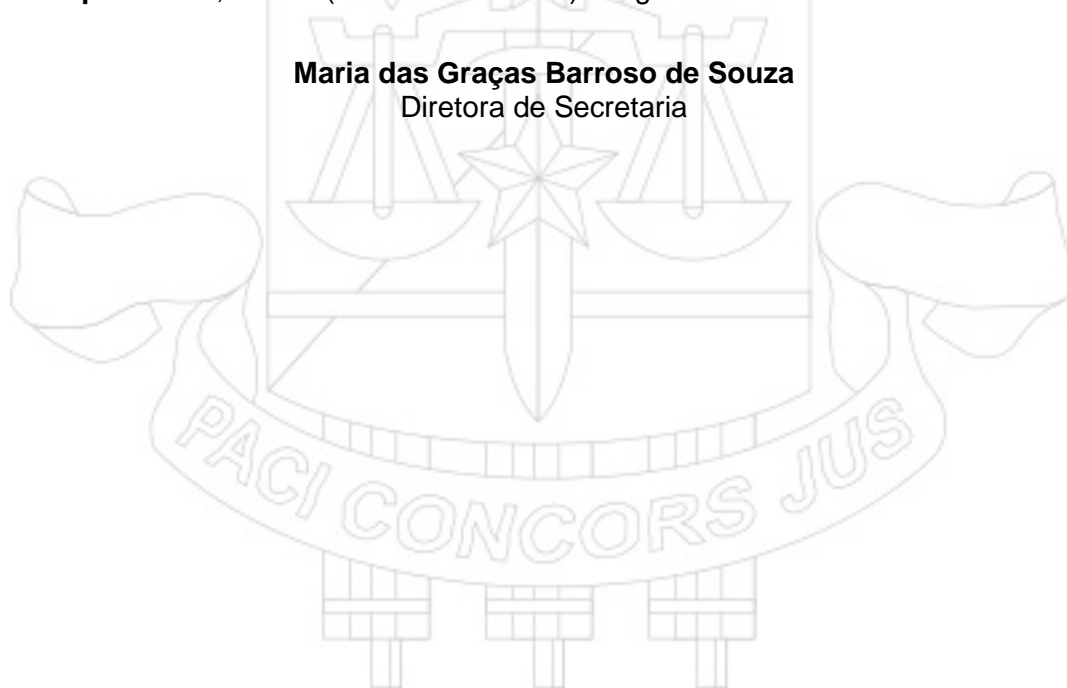 Maria das Graças Barroso de Souza
Diretora de Secretaria
PACI CONCORS JUS